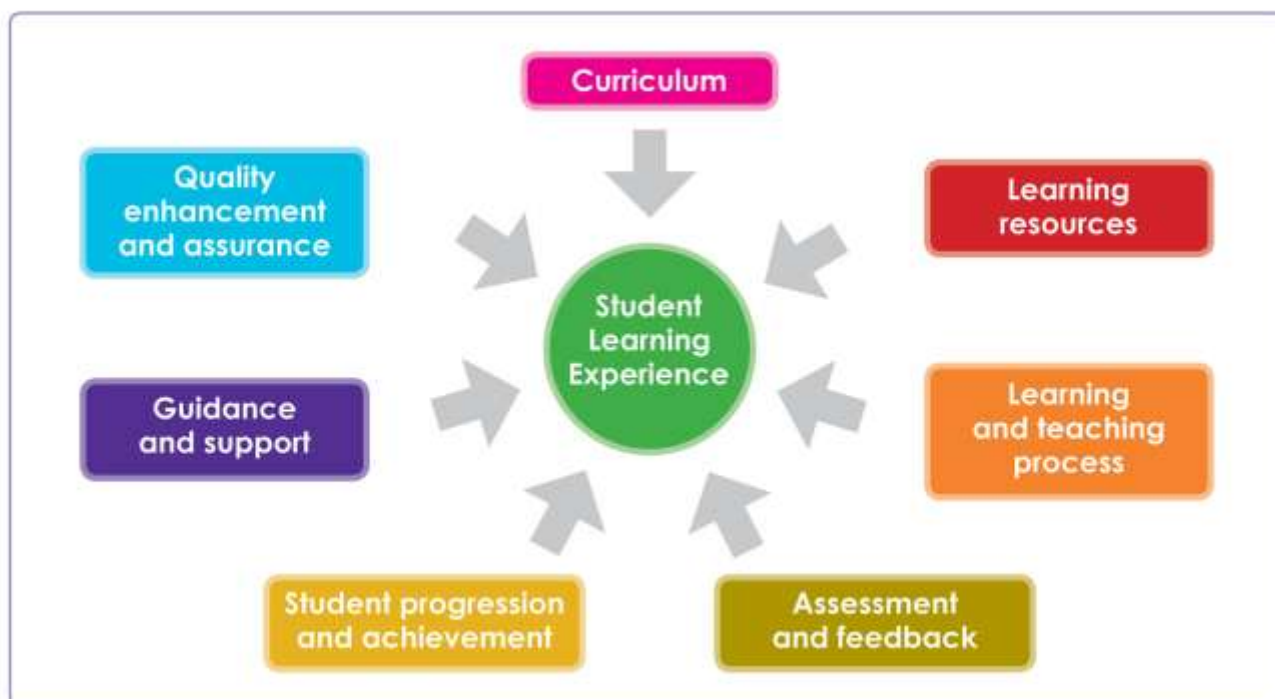 Curriculum
Quality
enhancement
and assurance
Learning
resources
Student
Learning
Experience
Guidance
and support
Learning
and teaching
process
Student progression
and achievement
Assessment
and feedback